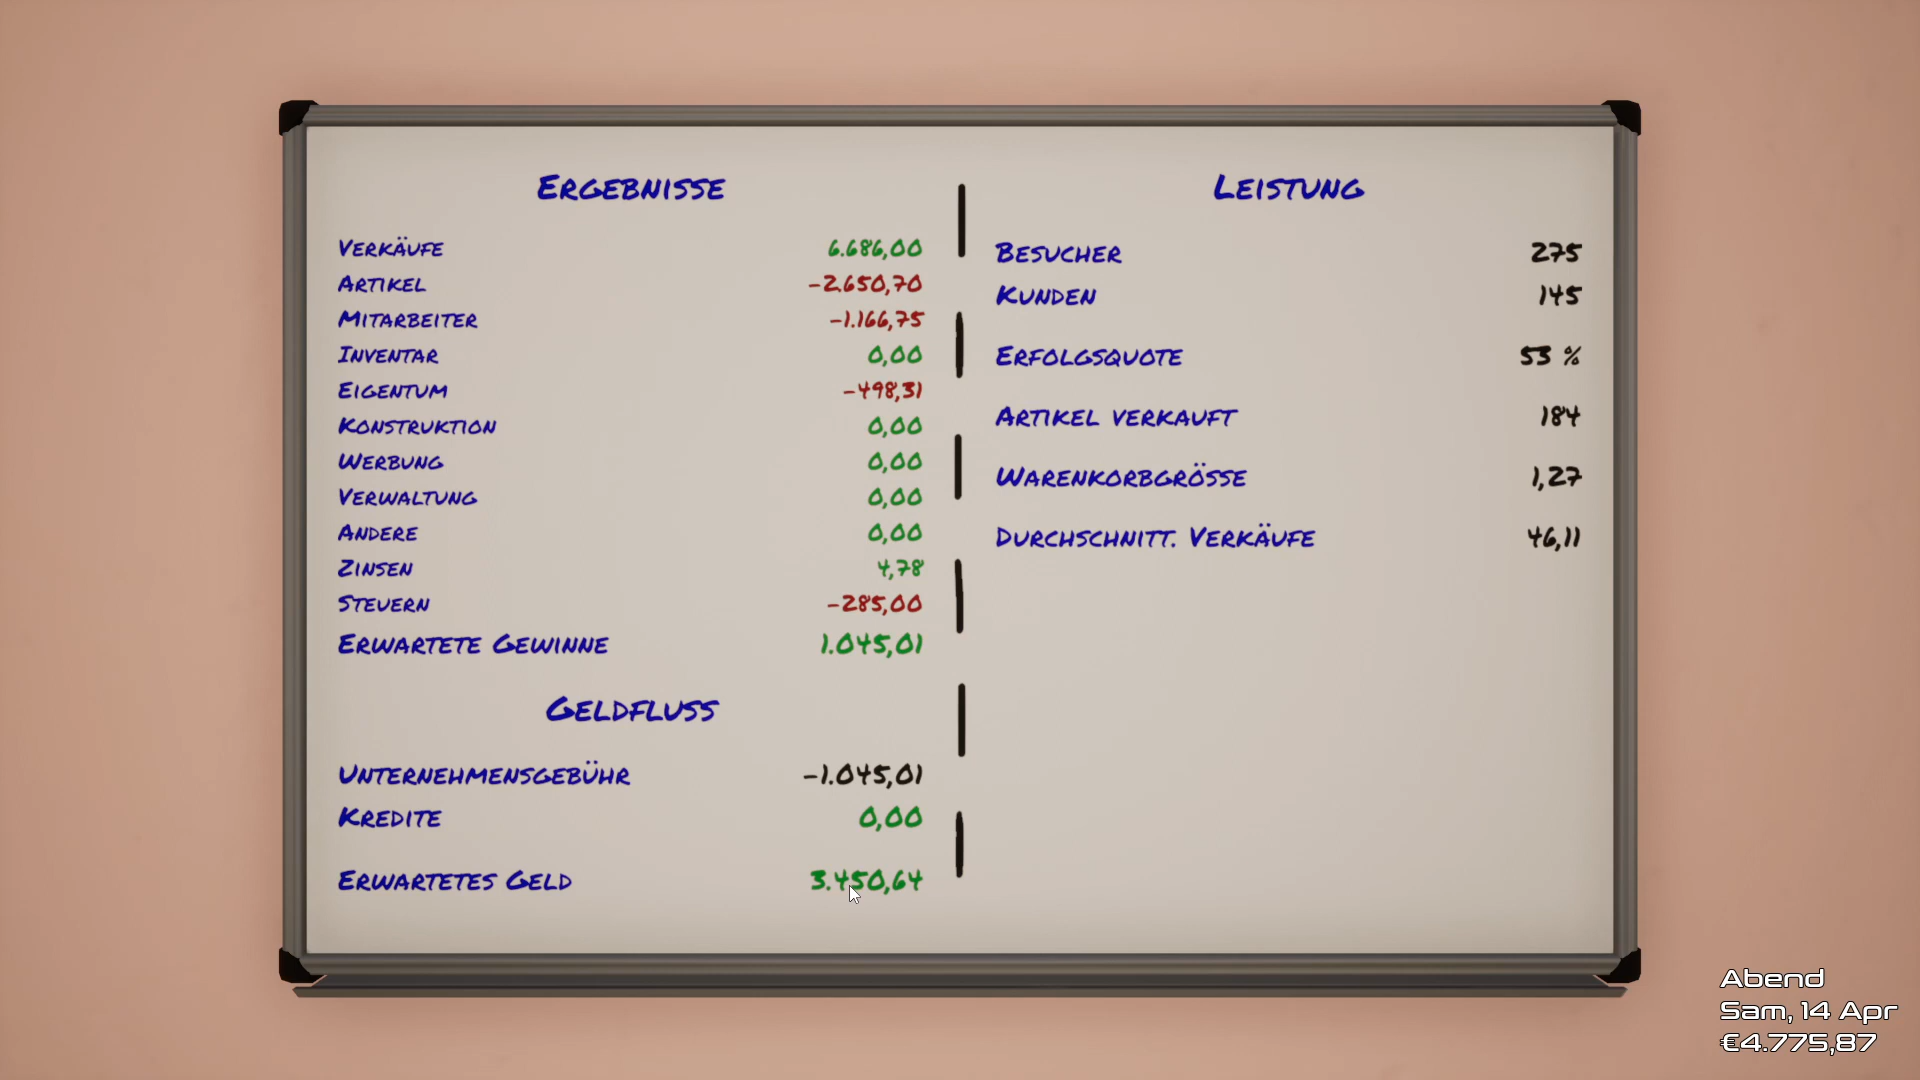 Ergebnisse
Verkäufe 6.686,00
Artikel -2.650,70
Mitarbeiter -1.166,75
Inventar 0,00
Eigentum -498,31
Konstruktion 0,00
Werbung 0,00
Verwaltung 0,00
Andere 0,00
Zinsen 4,78
Steuern -285,00
Erwartete Gewinne 1.045,01
Geldfluss
Unternehmensgebühr -1.045,01
Kredite 0,00
Erwartetes Geld 3.450,64
Leistung
Besucher 275
Kunden 145
Erfolgsquote 53 %
Artikel verkauft 184
Warenkorbgrösse 1,27
Durchschnitt. Verkäufe 46,11
Abend
Sam, 14 Apr
€4.775,87